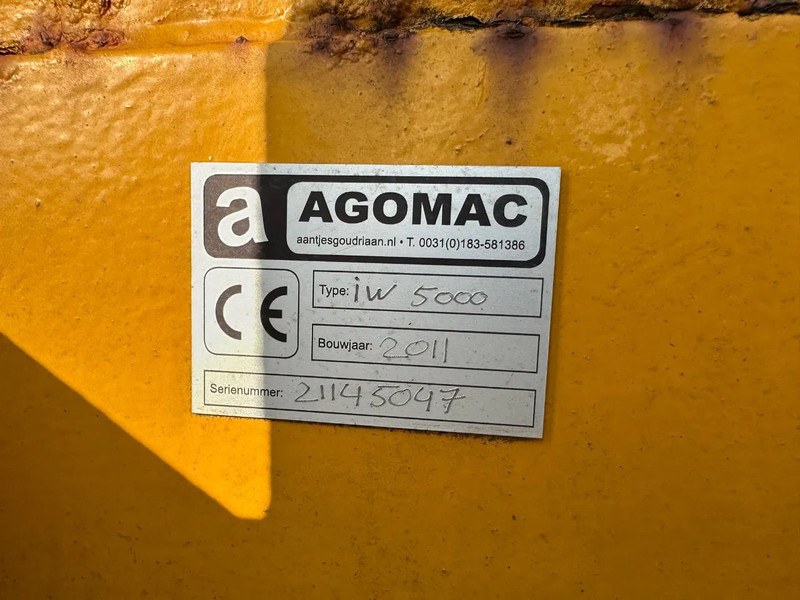 a AGOMAC
aantjesgoudriaan.nl • T. 0031(0)183-581386
CE
Type: iw 5000
Bouwjaar: 2011
Serienummer: 21145047